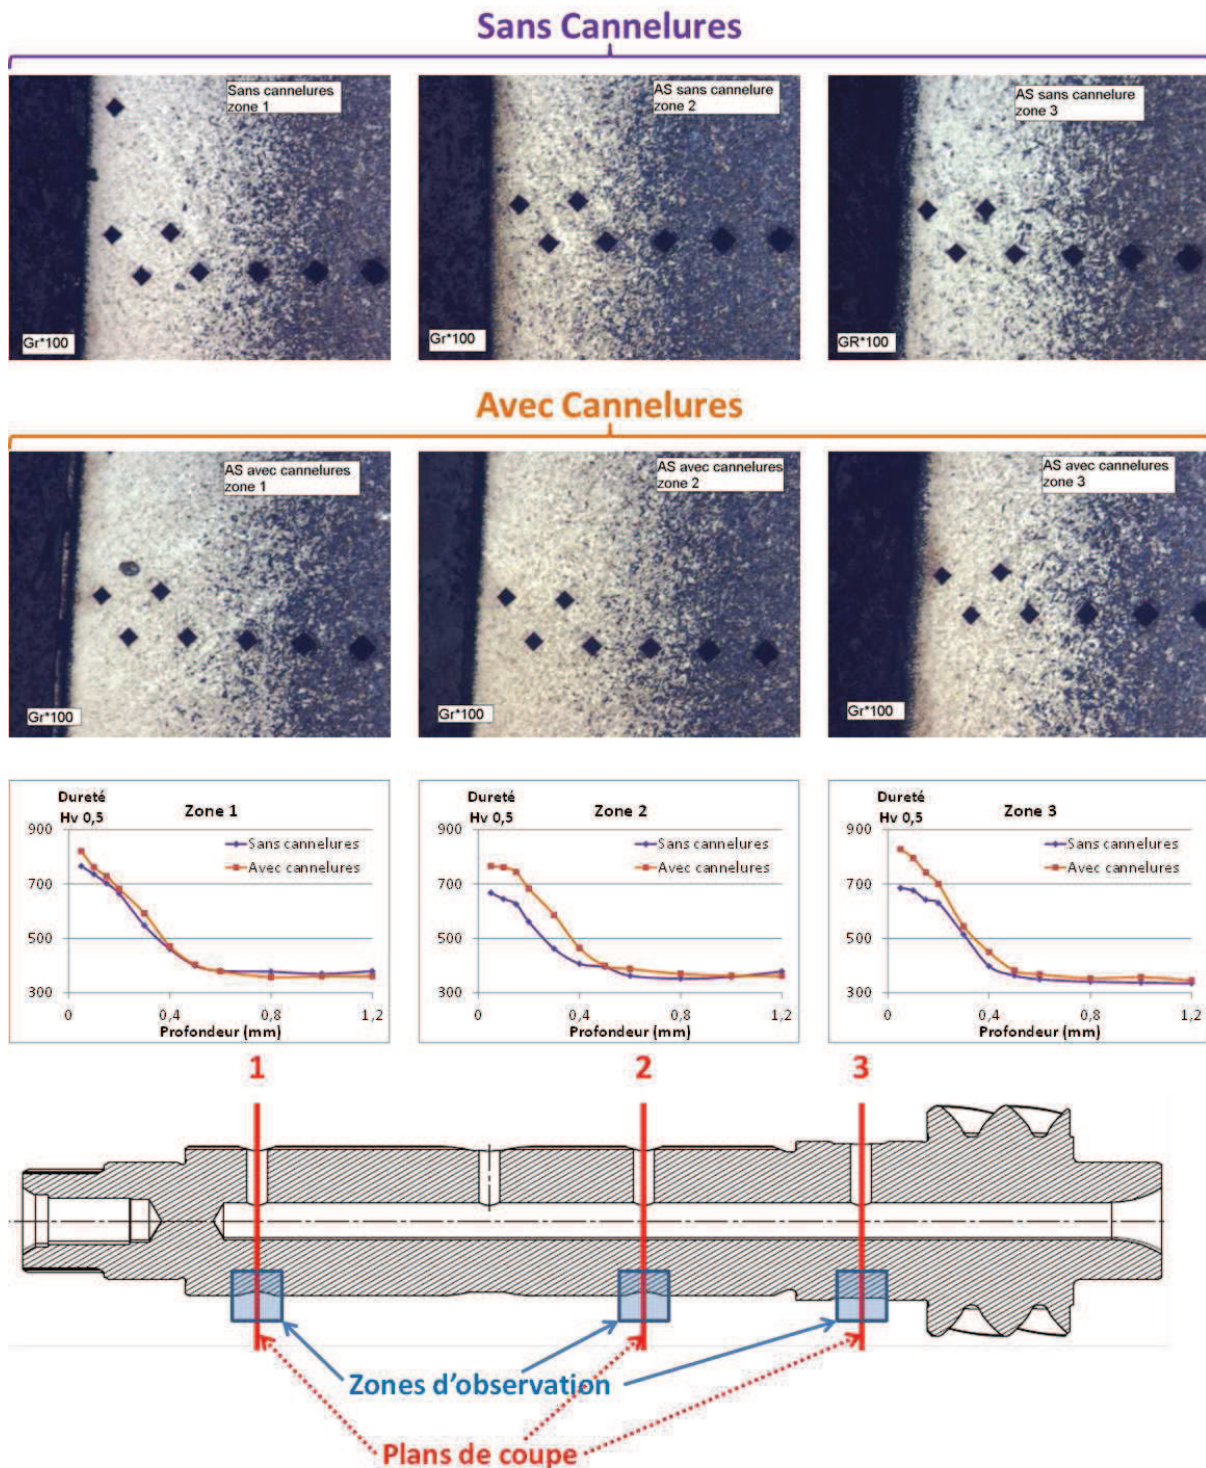 Sans Cannelures
Sans cannelures
zone 1
Gr*100
AS sans cannelure
zone 2
Gr*100
AS sans cannelure
zone 3
GR*100
Avec Cannelures
AS avec cannelures
zone 1
Gr*100
AS avec cannelures
zone 2
Gr*100
AS avec cannelures
zone 3
Gr*100
Dureté
Hv 0,5
Zone 1
900
700
500
300
Sans cannelures
Avec cannelures
0
0,4
0,8
1,2
Profondeur (mm)
Dureté
Hv 0,5
Zone 2
900
700
500
300
Sans cannelures
Avec cannelures
0
0,4
0,8
1,2
Profondeur (mm)
Dureté
Hv 0,5
Zone 3
900
700
500
300
Sans cannelures
Avec cannelures
0
0,4
0,8
1,2
Profondeur (mm)
1
2
3
Zones d'observation
Plans de coupe